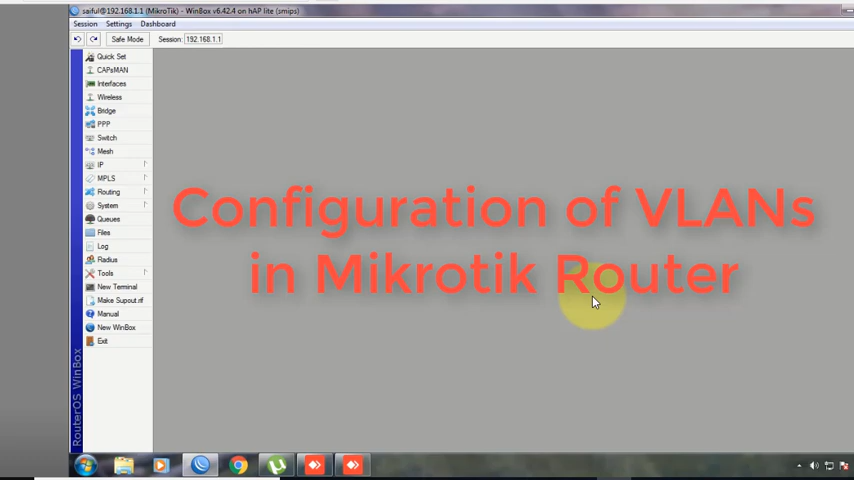 saiful@192.168.1.1 (MikroTik) - WinBox v6.42.4 on hAP lite (smips)
Session Settings Dashboard
Safe Mode Session: 192.168.1.1
Quick Set
CAPsMAN
Interfaces
Wireless
Bridge
PPP
Switch
Mesh
IP
MPLS
Routing
System
Queues
Files
Log
Radius
Tools
New Terminal
Make Supout.rif
Manual
New WinBox
Exit
RouterOS WinBox
Configuration of VLANs
in Mikrotik Router